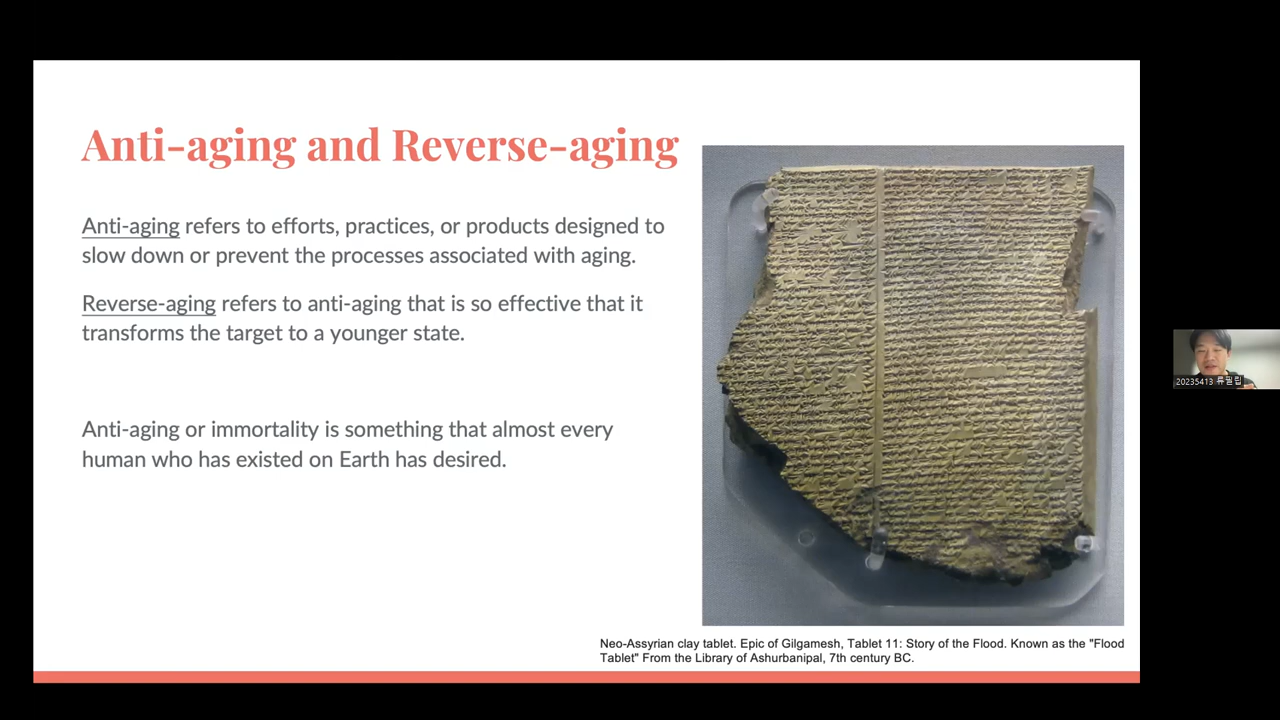 Anti-aging and Reverse-aging
Anti-aging refers to efforts, practices, or products designed to
slow down or prevent the processes associated with aging.
Reverse-aging refers to anti-aging that is so effective that it
transforms the target to a younger state.
Anti-aging or immortality is something that almost every
human who has existed on Earth has desired.
Neo-Assyrian clay tablet. Epic of Gilgamesh, Tablet 11: Story of the Flood. Known as the "Flood
Tablet" From the Library of Ashurbanipal, 7th century BC.
20235413 류필립